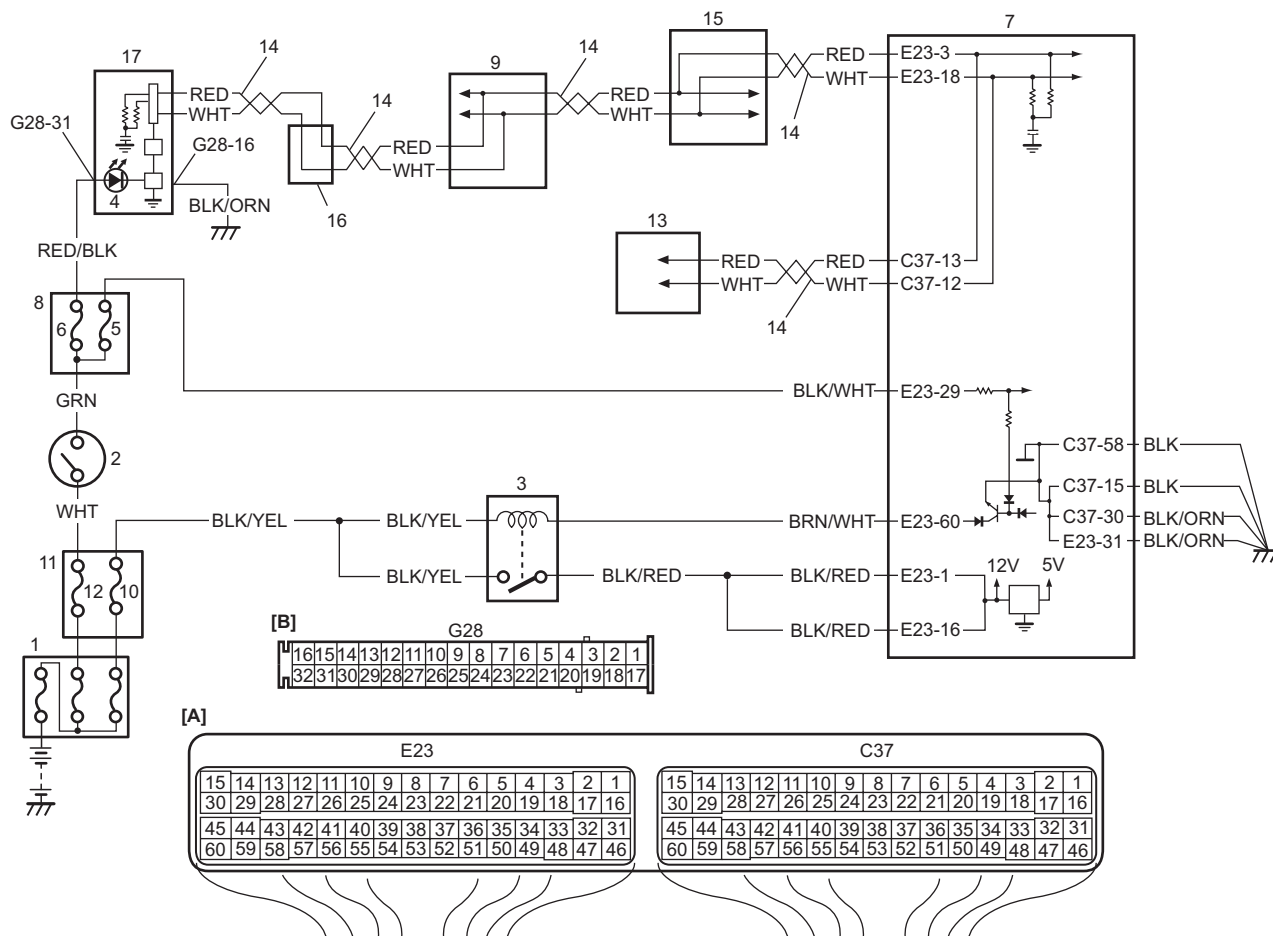 15
7
14
17
14
9
RED
E23-3
WHT
E23-18
RED
WHT
14
RED
WHT
14
G28-31
G28-16
RED
WHT
4
BLK/ORN
16
13
RED/BLK
RED
RED
C37-13
WHT
WHT
C37-12
8
6
5
14
GRN
BLK/WHT
E23-29
2
C37-58
BLK
3
C37-15
BLK
WHT
BLK/YEL
BLK/YEL
BRN/WHT
E23-60
C37-30
BLK/ORN
E23-31
BLK/ORN
11
12
10
BLK/YEL
BLK/RED
BLK/RED
E23-1
12V
5V
[B]
G28
BLK/RED
E23-16
1
16 15 14 13 12 11 10 9 8 7 6 5 4 3 2 1
32 31 30 29 28 27 26 25 24 23 22 21 20 19 18 17
[A]
E23
C37
15 14 13 12 11 10 9 8 7 6 5 4 3 2 1
15 14 13 12 11 10 9 8 7 6 5 4 3 2 1
30 29 28 27 26 25 24 23 22 21 20 19 18 17 16
30 29 28 27 26 25 24 23 22 21 20 19 18 17 16
45 44 43 42 41 40 39 38 37 36 35 34 33 32 31
45 44 43 42 41 40 39 38 37 36 35 34 33 32 31
60 59 58 57 56 55 54 53 52 51 50 49 48 47 46
60 59 58 57 56 55 54 53 52 51 50 49 48 47 46